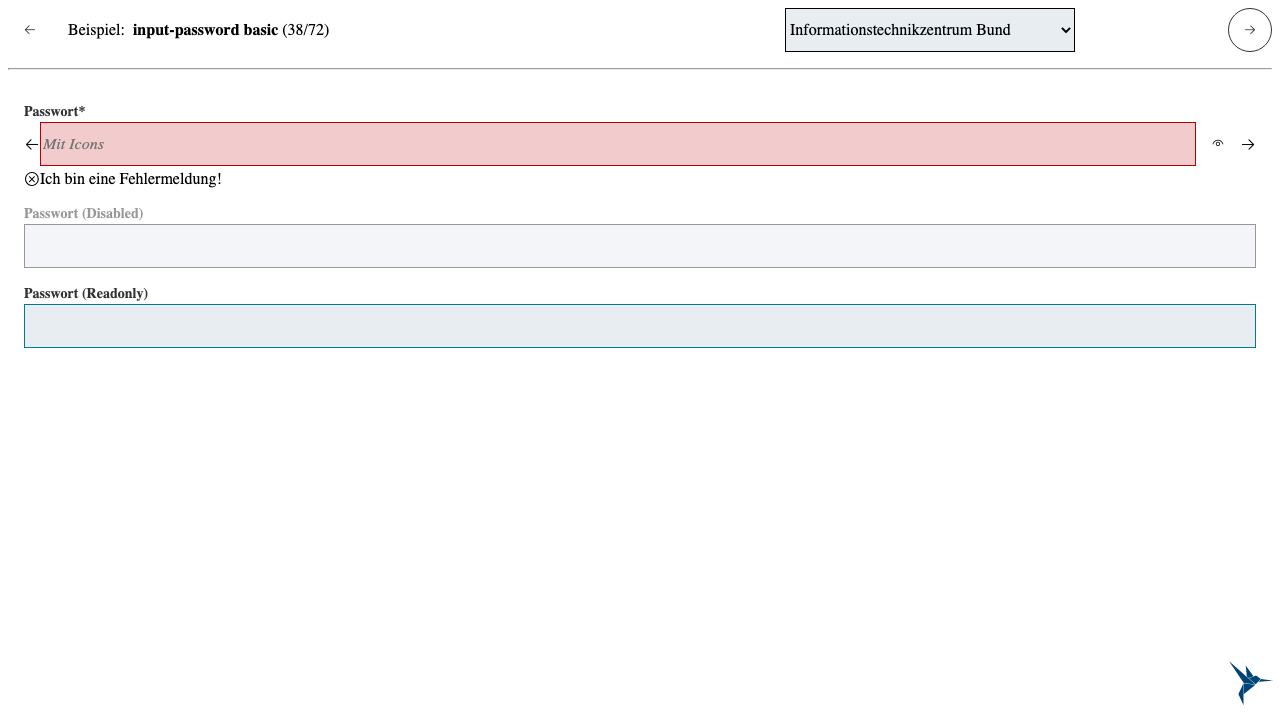 Beispiel: input-password basic (38/72)
Informationstechnikzentrum Bund
Passwort*
Mit Icons
Ich bin eine Fehlermeldung!
Passwort (Disabled)
Passwort (Readonly)